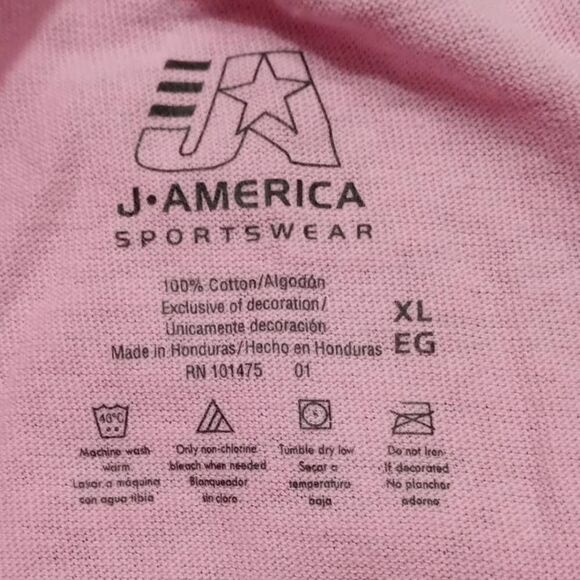 JA
J·AMERICA
SPORTSWEAR
100% Cotton/Algodón
Exclusive of decoration/
Unicamente decoración
Made in Honduras/Hecho en Honduras
RN 101475 01
XL
EG
40°C
Machine wash
warm
Lavar a máquina
con agua tibia
Only non-chlorine
bleach when needed
Blanqueador
sin cloro
Tumble dry low
Secar a
temperatura
baja
Do not Iron
If decorated
No planchar
adorno